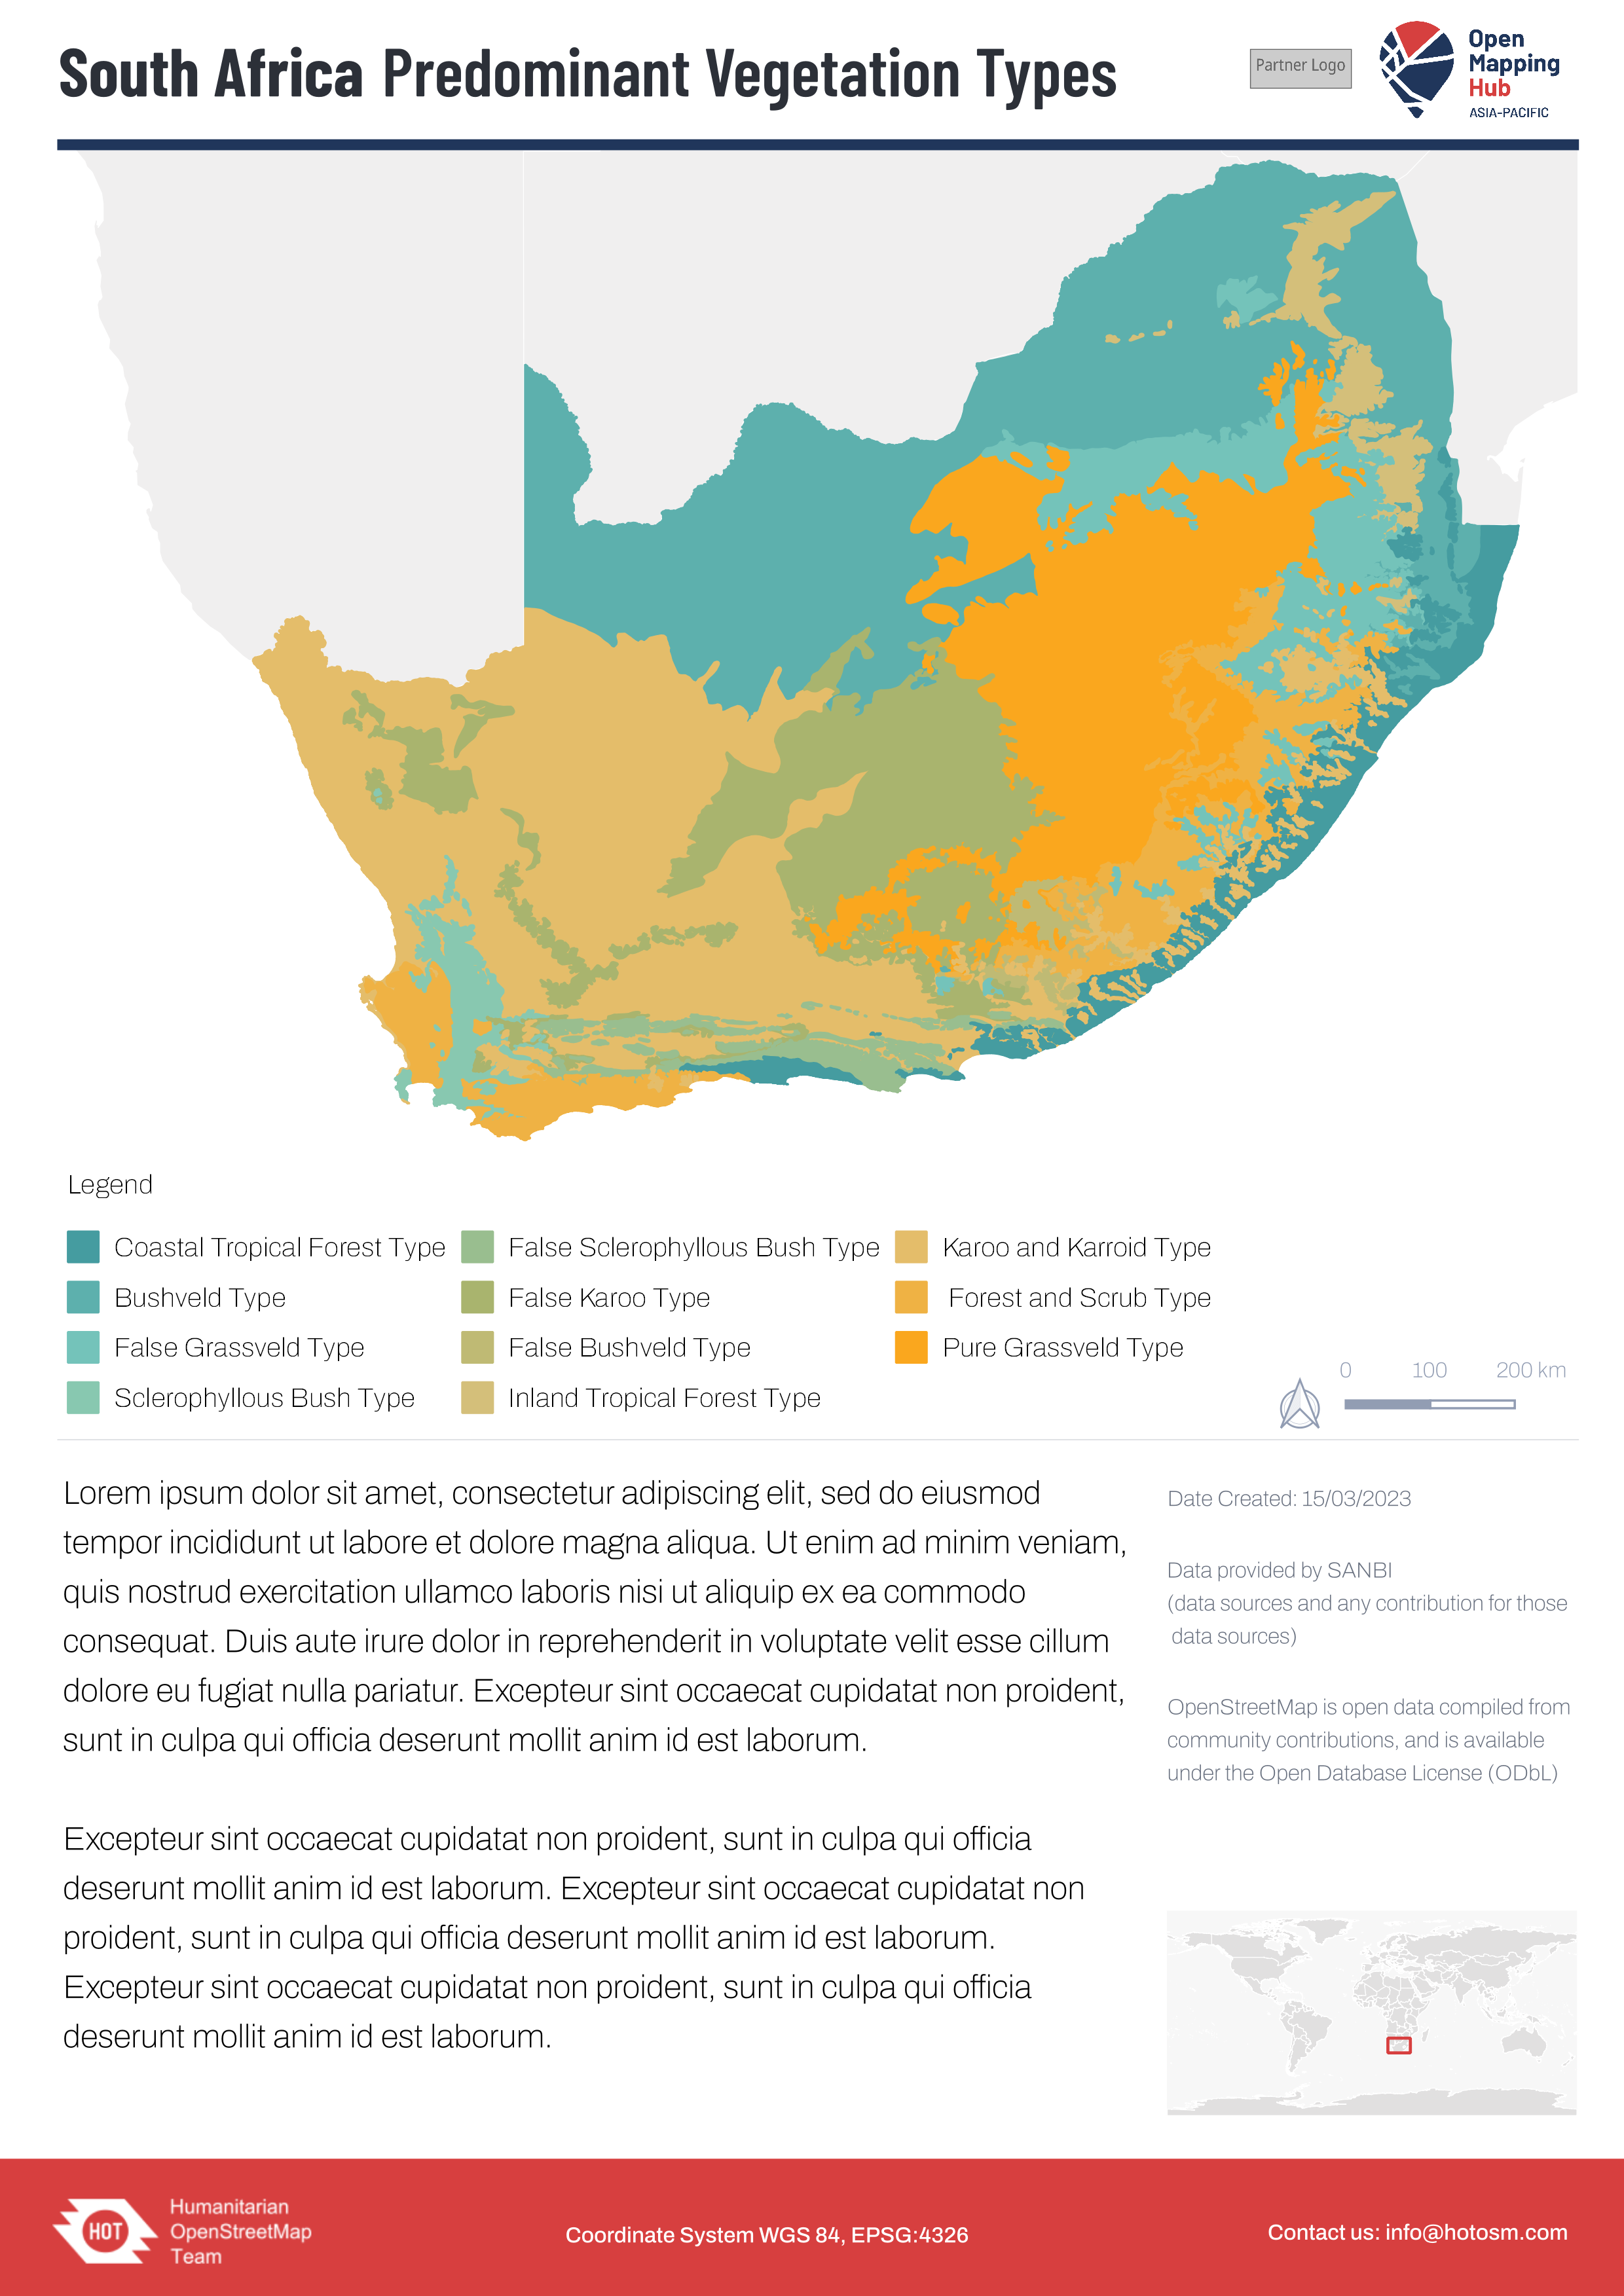 South Africa Predominant Vegetation Types
Partner Logo
Open
Mapping
Hub
ASIA-PACIFIC
Legend
Coastal Tropical Forest Type
Bushveld Type
False Grassveld Type
Sclerophyllous Bush Type
False Sclerophyllous Bush Type
False Karoo Type
False Bushveld Type
Inland Tropical Forest Type
Karoo and Karroid Type
Forest and Scrub Type
Pure Grassveld Type
0 100 200 km
Lorem ipsum dolor sit amet, consectetur adipiscing elit, sed do eiusmod
tempor incididunt ut labore et dolore magna aliqua. Ut enim ad minim veniam,
quis nostrud exercitation ullamco laboris nisi ut aliquip ex ea commodo
consequat. Duis aute irure dolor in reprehenderit in voluptate velit esse cillum
dolore eu fugiat nulla pariatur. Excepteur sint occaecat cupidatat non proident,
sunt in culpa qui officia deserunt mollit anim id est laborum.
Excepteur sint occaecat cupidatat non proident, sunt in culpa qui officia
deserunt mollit anim id est laborum. Excepteur sint occaecat cupidatat non
proident, sunt in culpa qui officia deserunt mollit anim id est laborum.
Excepteur sint occaecat cupidatat non proident, sunt in culpa qui officia
deserunt mollit anim id est laborum.
Date Created: 15/03/2023
Data provided by SANBI
(data sources and any contribution for those
data sources)
OpenStreetMap is open data compiled from
community contributions, and is available
under the Open Database License (ODbL)
HOT
Humanitarian
OpenStreetMap
Team
Coordinate System WGS 84, EPSG:4326
Contact us: info@hotosm.com